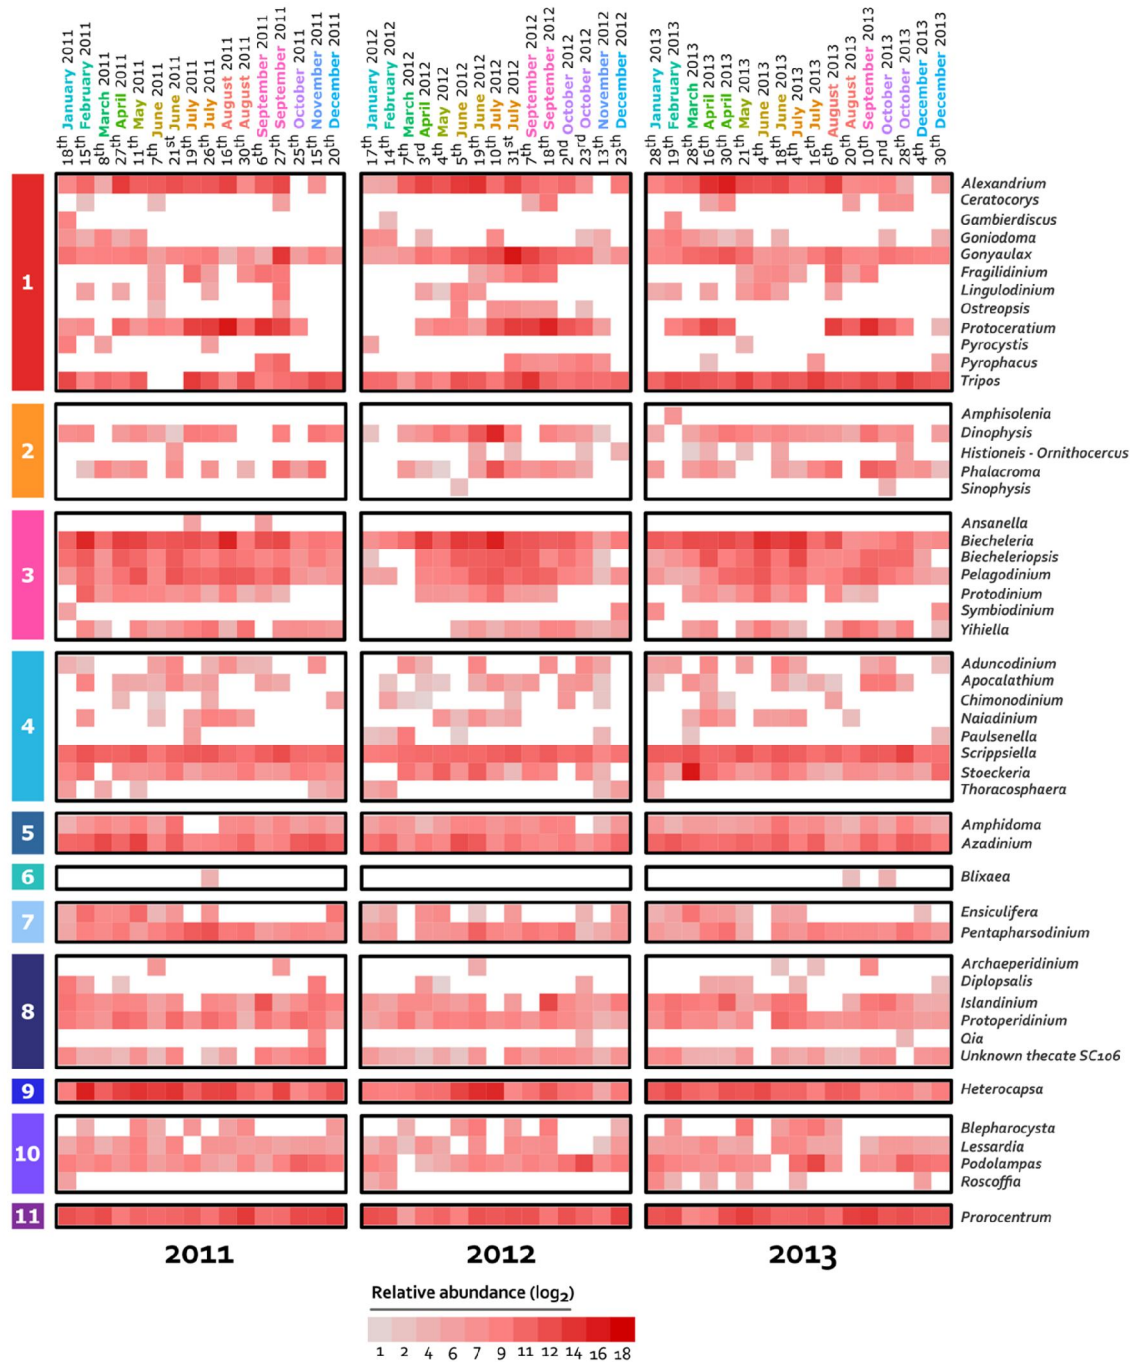 18th January 2011
15th February 2011
8th March 2011
27th April 2011
11th May 2011
7th June 2011
21st June 2011
19th July 2011
26th July 2011
16th August 2011
30th August 2011
6th September 2011
27th September 2011
25th October 2011
15th November 2011
20th December 2011
17th January 2012
14th February 2012
7th March 2012
3rd April 2012
4th May 2012
5th June 2012
19th June 2012
10th July 2012
31st July 2012
7th September 2012
18th September 2012
2nd October 2012
23rd October 2012
13th November 2012
23th December 2012
28th January 2013
19th February 2013
28th March 2013
16th April 2013
30th April 2013
21th May 2013
4th June 2013
18th June 2013
4th July 2013
16th July 2013
6th August 2013
20th August 2013
10th September 2013
2nd October 2013
28th October 2013
4th December 2013
30th December 2013
1
Alexandrium
Ceratocorys
Gambierdiscus
Goniodoma
Gonyaulax
Fragilidinium
Lingulodinium
Ostreopsis
Protoceratium
Pyrocystis
Pyrophacus
Tripos
2
Amphisolenia
Dinophysis
Histioneis - Ornithocercus
Phalacroma
Sinophysis
3
Ansanella
Biecheleria
Biecheleriopsis
Pelagodinium
Protodinium
Symbiodinium
Yihiella
4
Aduncodinium
Apocalathium
Chimonodinium
Naiadinium
Paulsenella
Scrippsiella
Stoeckeria
Thoracosphaera
5
Amphidoma
Azadinium
6
Blixaea
7
Ensiculifera
Pentapharsodinium
8
Archaeperidinium
Diplopsalis
Islandinium
Protoperidinium
Qia
Unknown thecate SC106
9
Heterocapsa
10
Blepharocysta
Lessardia
Podolampas
Roscoffia
11
Prorocentrum
2011 2012 2013
Relative abundance (log2)
1 2 4 6 7 9 11 12 14 16 18